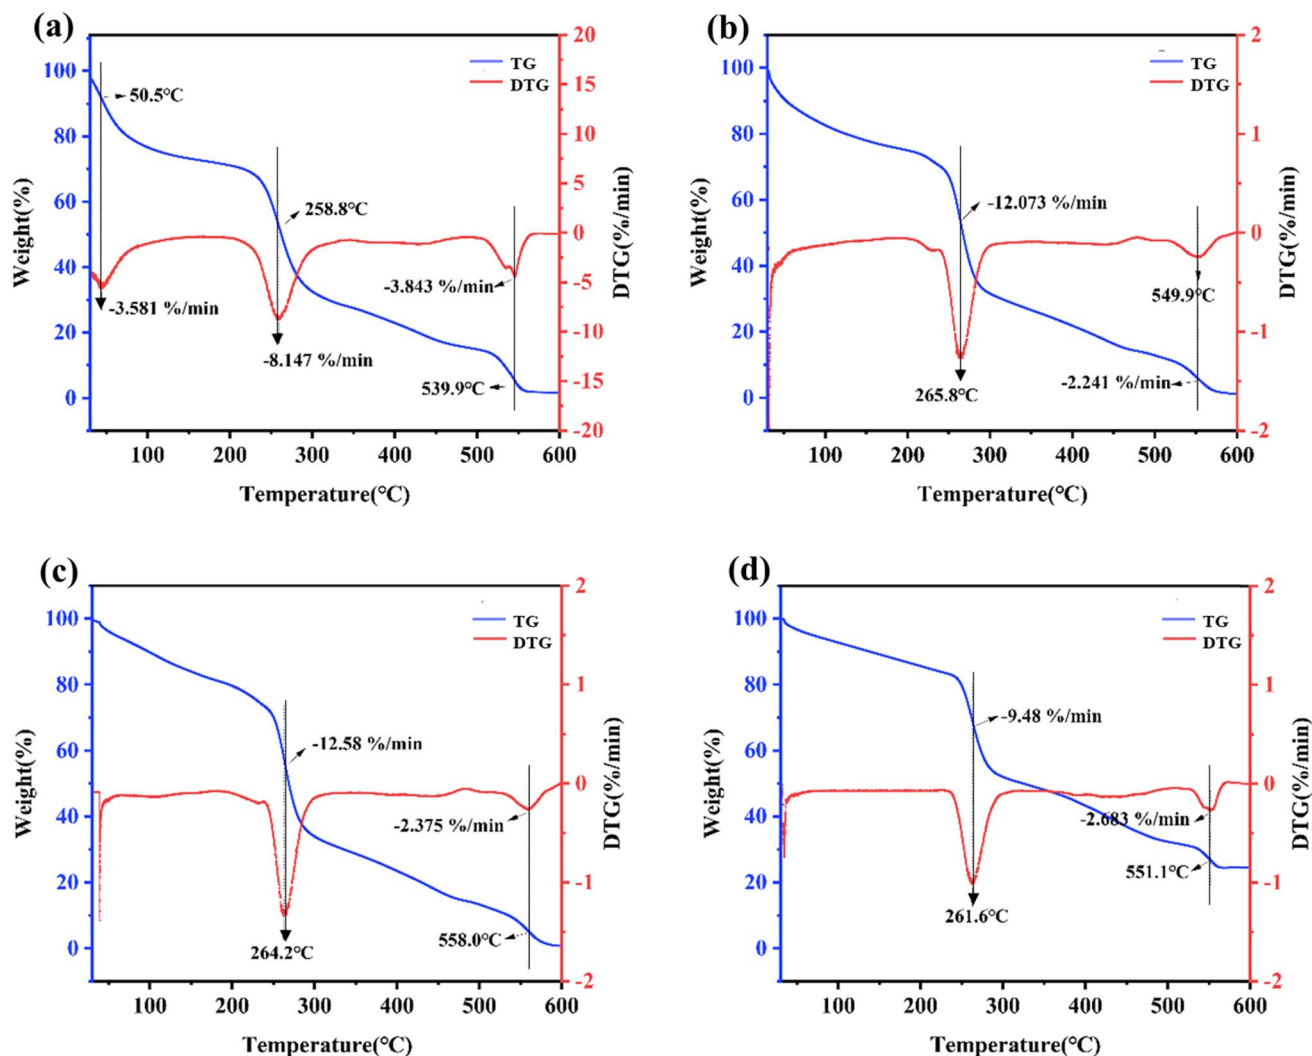 (a)
TG
DTG
50.5°C
258.8°C
-3.581 %/min
-8.147 %/min
-3.843 %/min
539.9°C
100
80
60
40
20
0
Weight(%)
20
15
10
5
0
-5
-10
-15
-20
DTG(%/min)
100 200 300 400 500 600
Temperature(°C)
(b)
TG
DTG
-12.073 %/min
265.8°C
549.9°C
-2.241 %/min
100
80
60
40
20
0
Weight(%)
2
1
0
-1
-2
DTG(%/min)
100 200 300 400 500 600
Temperature(°C)
(c)
TG
DTG
-12.58 %/min
-2.375 %/min
264.2°C
558.0°C
100
80
60
40
20
0
Weight(%)
2
1
0
-1
-2
DTG(%/min)
100 200 300 400 500 600
Temperature(°C)
(d)
TG
DTG
-9.48 %/min
-2.683 %/min
551.1°C
261.6°C
100
80
60
40
20
0
Weight(%)
2
1
0
-1
-2
DTG(%/min)
100 200 300 400 500 600
Temperature(°C)